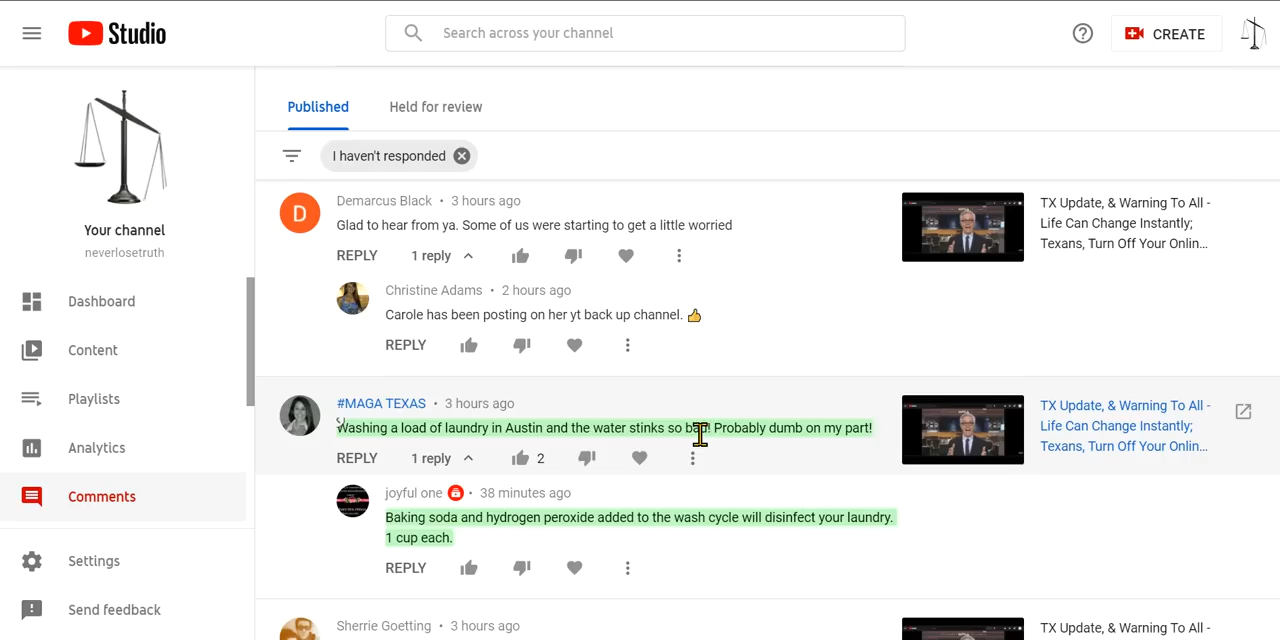 Studio
Search across your channel
CREATE
Your channel
neverlosetruth
Dashboard
Content
Playlists
Analytics
Comments
Settings
Send feedback
Published
Held for review
I haven't responded
Demarcus Black • 3 hours ago
Glad to hear from ya. Some of us were starting to get a little worried
REPLY 1 reply
Christine Adams • 2 hours ago
Carole has been posting on her yt back up channel. 👍
REPLY
TX Update, & Warning To All -
Life Can Change Instantly;
Texans, Turn Off Your Onlin...
#MAGA TEXAS • 3 hours ago
Washing a load of laundry in Austin and the water stinks so bad! Probably dumb on my part!
REPLY 1 reply 2
joyful one • 38 minutes ago
Baking soda and hydrogen peroxide added to the wash cycle will disinfect your laundry.
1 cup each.
REPLY
TX Update, & Warning To All -
Life Can Change Instantly;
Texans, Turn Off Your Onlin...
Sherrie Goetting • 3 hours ago
TX Update, & Warning To All -